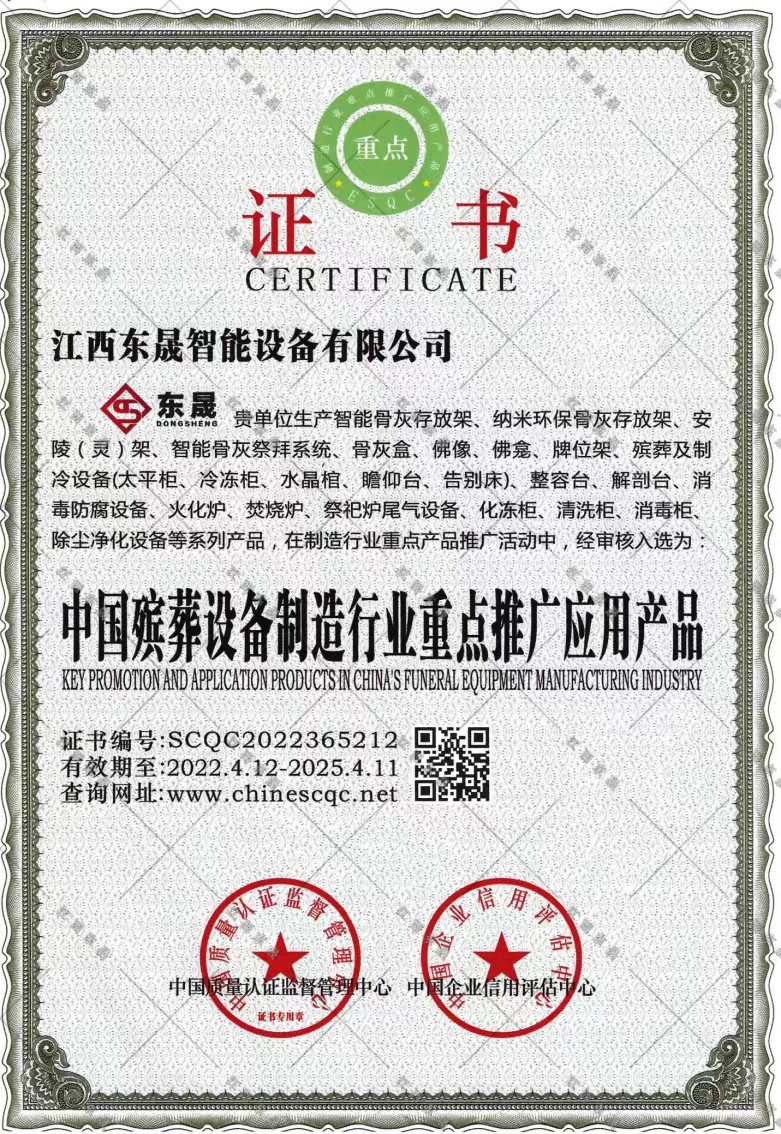 制造行业重点推广应用产品
重点
ESQC
证 书
CERTIFICATE
江西东晟智能设备有限公司
东晟
DONGSHENG
贵单位生产智能骨灰存放架、纳米环保骨灰存放架、安
陵（灵）架、智能骨灰祭拜系统、骨灰盒、佛像、佛龛、牌位架、殡葬及制
冷设备(太平柜、冷冻柜、水晶棺、瞻仰台、告别床)、整容台、解剖台、消
毒防腐设备、火化炉、焚烧炉、祭祀炉尾气设备、化冻柜、清洗柜、消毒柜、
除尘净化设备等系列产品，在制造行业重点产品推广活动中，经审核入选为：
中国殡葬设备制造行业重点推广应用产品
KEY PROMOTION AND APPLICATION PRODUCTS IN CHINA'S FUNERAL EQUIPMENT MANUFACTURING INDUSTRY
证书编号:SCQC2022365212
有效期至:2022.4.12-2025.4.11
查询网址:www.chinescqc.net
中国质量认证监督管理中心
中国企业信用评估中心
中国质量认证监督管理中心 中国企业信用评估中心
证书专用章